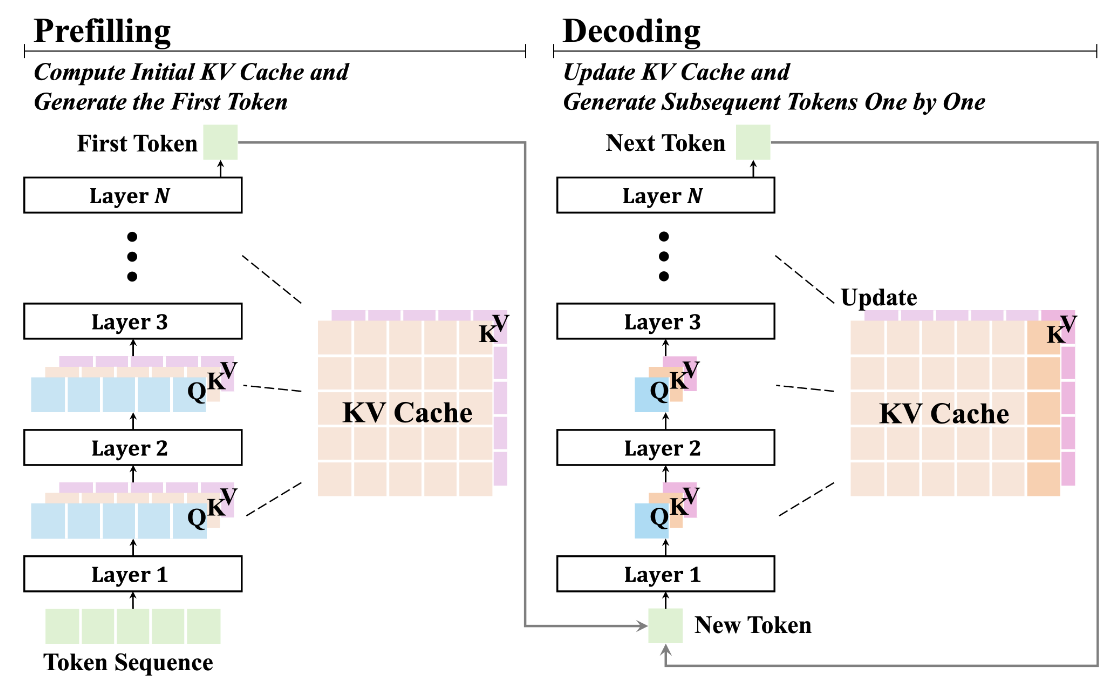 Prefilling
Compute Initial KV Cache and
Generate the First Token
First Token
Layer N
Layer 3
V
K
Q
K
V
KV Cache
Layer 2
Q
K
V
Layer 1
Token Sequence
Decoding
Update KV Cache and
Generate Subsequent Tokens One by One
Next Token
Layer N
Update
Layer 3
V
K
Q
K
V
KV Cache
Layer 2
Q
K
V
Layer 1
New Token